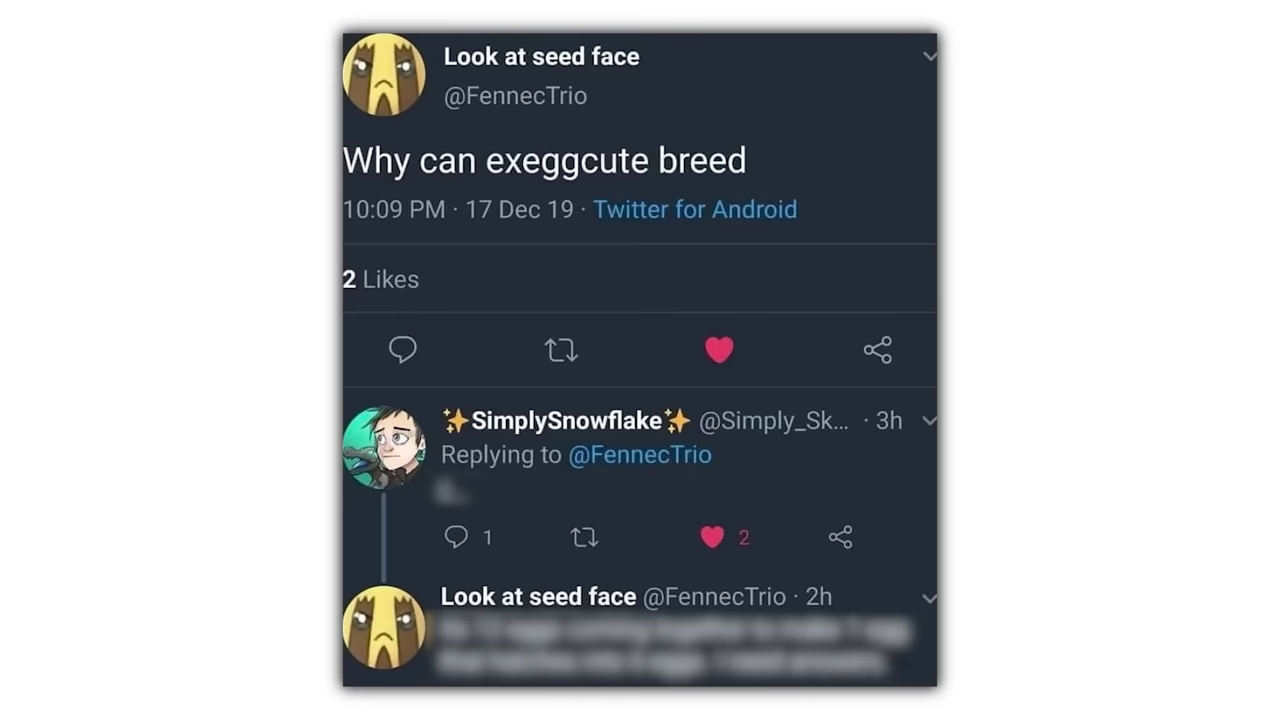 Look at seed face
@FennecTrio
Why can exeggcute breed
10:09 PM · 17 Dec 19 · Twitter for Android
2 Likes
✨SimplySnowflake✨ @Simply_Sk... · 3h
Replying to @FennecTrio
1 2
Look at seed face @FennecTrio · 2h